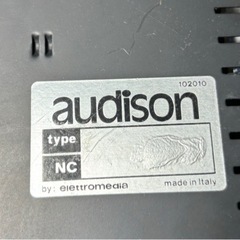 102010
audison
type
NC
by: elettromedia made in Italy